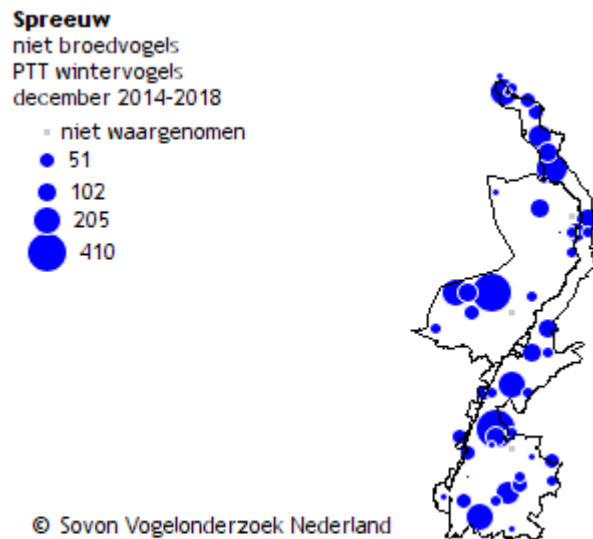 Spreeuw
niet broedvogels
PTT wintervogels
december 2014-2018
niet waargenomen
51
102
205
410
© Sovon Vogelonderzoek Nederland